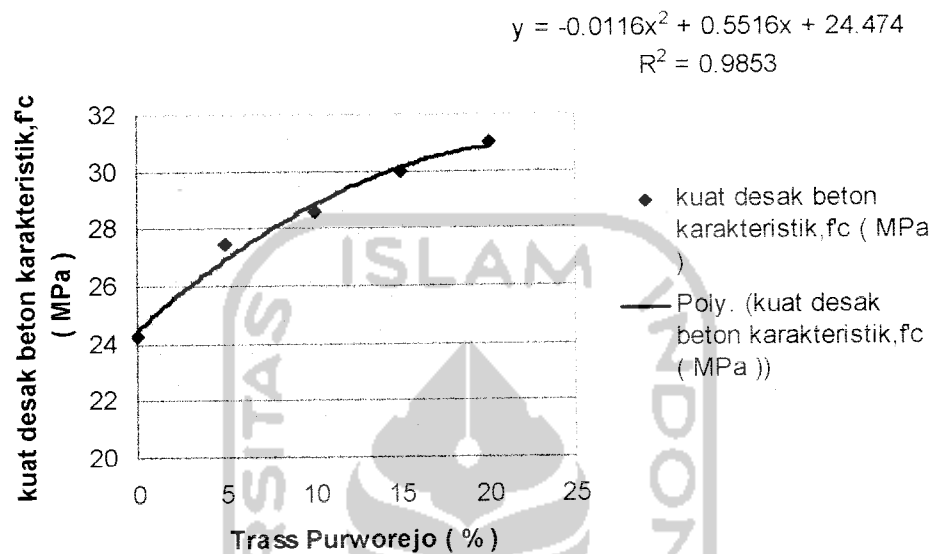 y = -0.0116x² + 0.5516x + 24.474
R² = 0.9853
kuat desak beton karakteristik,f'c
( MPa )
32
30
28
26
24
22
20
0 5 10 15 20 25
Trass Purworejo ( % )
kuat desak beton
karakteristik,f'c ( MPa
)
Poly. (kuat desak
beton karakteristik,f'c
( MPa ))
ISLAM